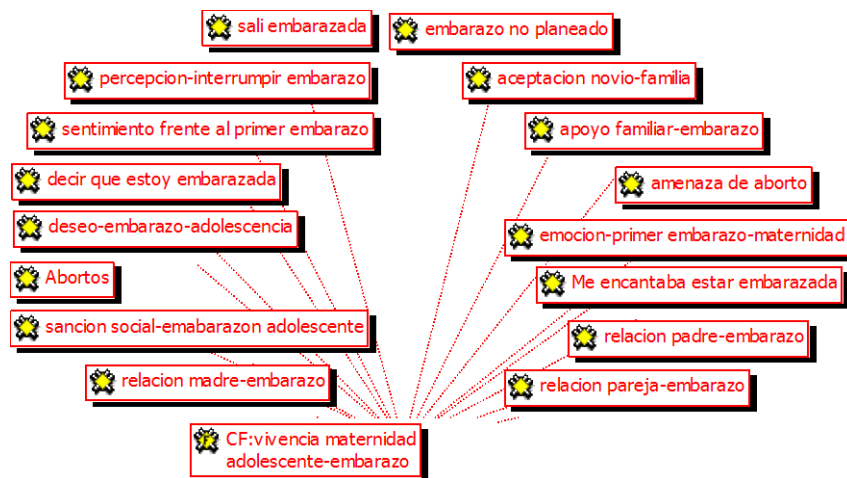 sali embarazada
embarazo no planeado
percepcion-interrumpir embarazo
aceptacion novio-familia
sentimiento frente al primer embarazo
apoyo familiar-embarazo
decir que estoy embarazada
amenaza de aborto
deseo-embarazo-adolescencia
emocion-primer embarazo-maternidad
Abortos
Me encantaba estar embarazada
sancion social-emabarazon adolescente
relacion padre-embarazo
relacion madre-embarazo
relacion pareja-embarazo
CF:vivencia maternidad
adolescente-embarazo